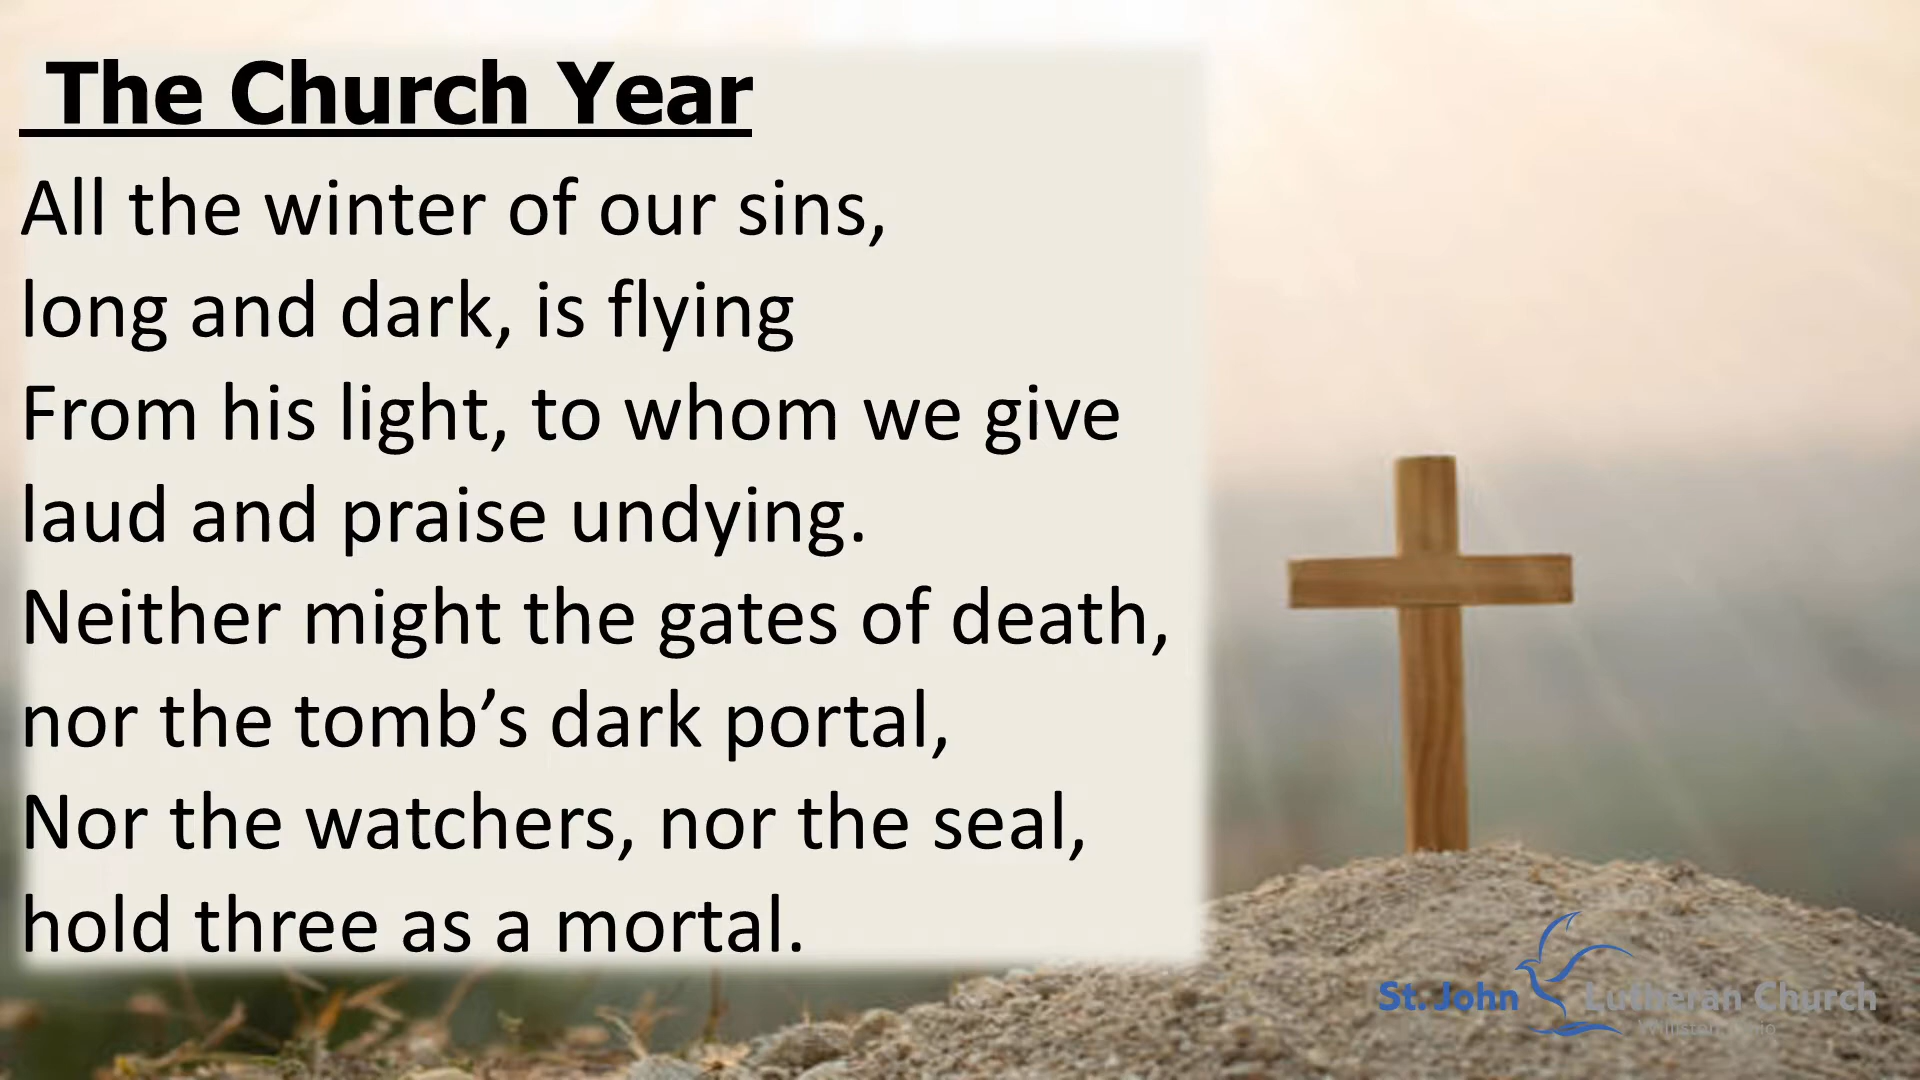 The Church Year
All the winter of our sins,
long and dark, is flying
From his light, to whom we give
laud and praise undying.
Neither might the gates of death,
nor the tomb’s dark portal,
Nor the watchers, nor the seal,
hold three as a mortal.
St. John Lutheran Church
Williston, Ohio